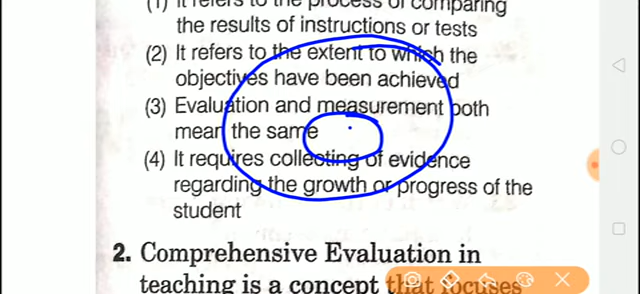 (1) It refers to the process of comparing
the results of instructions or tests
(2) It refers to the extent to which the
objectives have been achieved
(3) Evaluation and measurement both
mean the same
(4) It requires collecting of evidence
regarding the growth or progress of the
student
2. Comprehensive Evaluation in
teaching is a concept that focuses